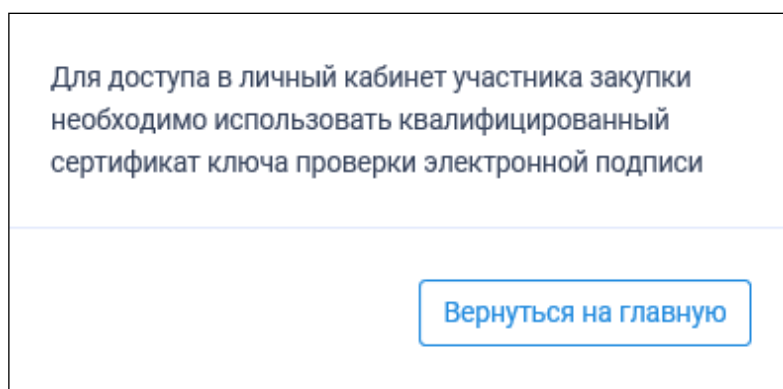 Для доступа в личный кабинет участника закупки
необходимо использовать квалифицированный
сертификат ключа проверки электронной подписи
Вернуться на главную